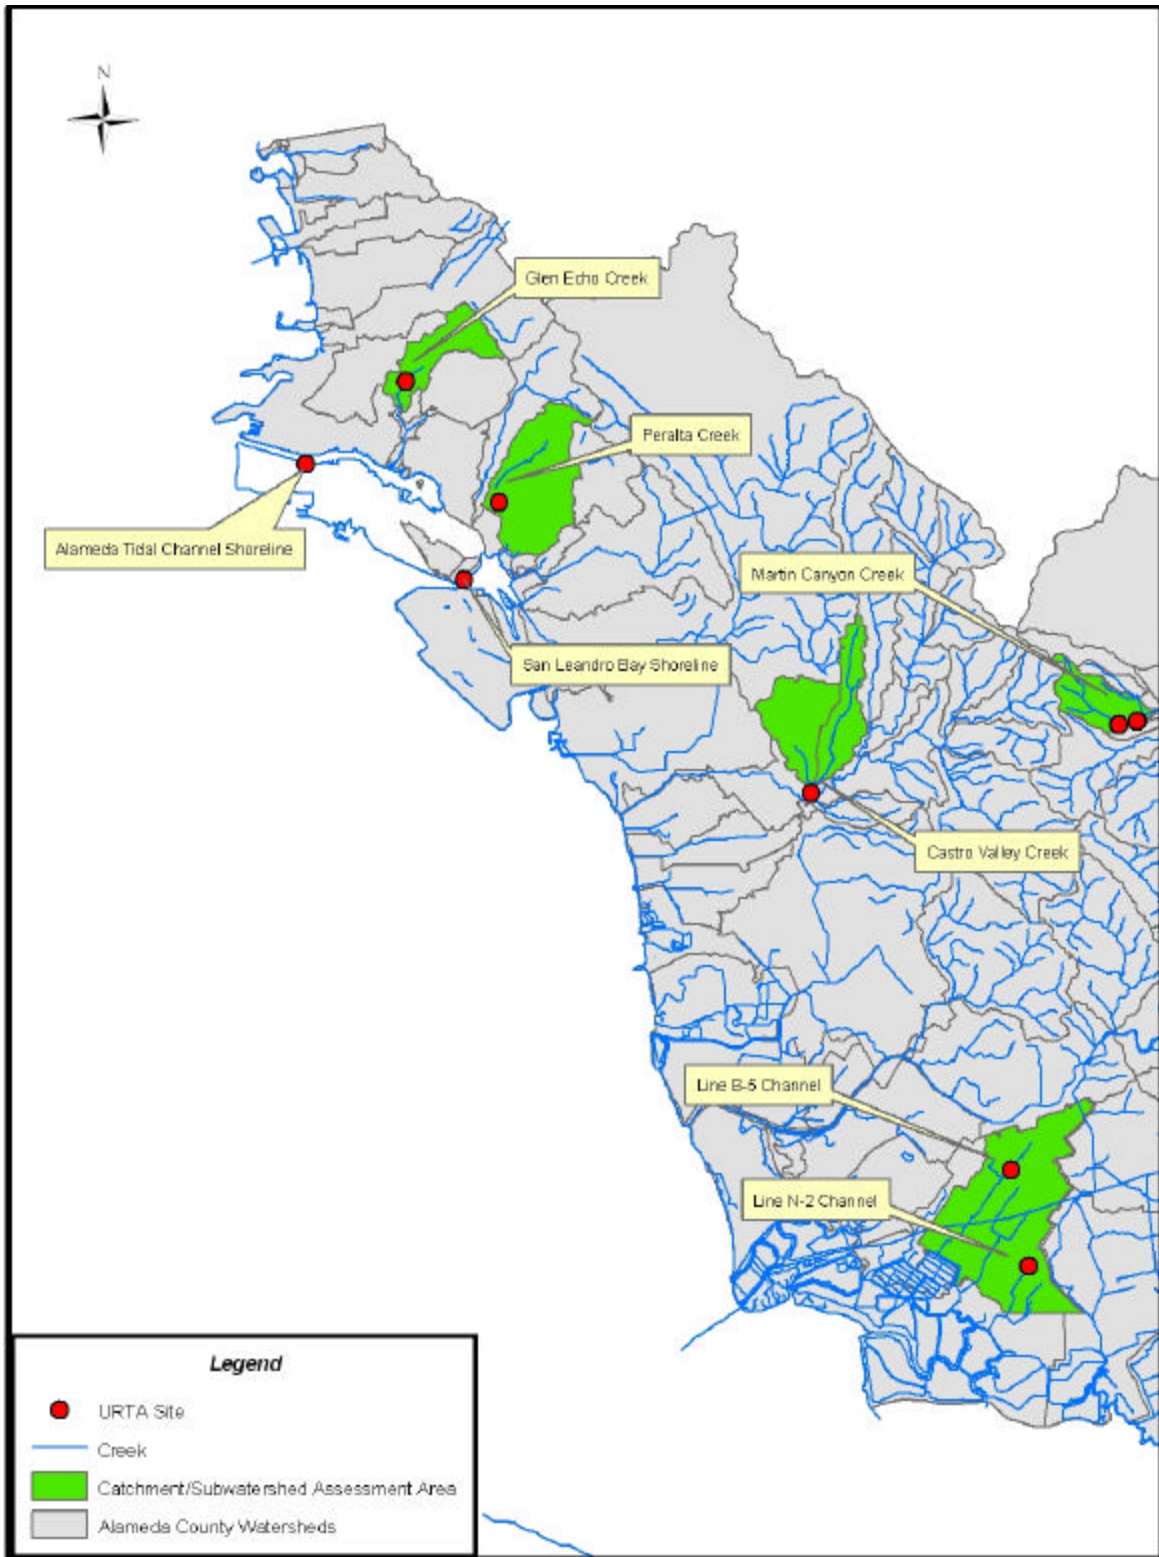 N
Glen Echo Creek
Peralta Creek
Alameda Tidal Channel Shoreline
Martin Canyon Creek
San Leandro Bay Shoreline
Castro Valley Creek
Line B-5 Channel
Line N-2 Channel
Legend
URTA Site
Creek
Catchment/Subwatershed Assessment Area
Alameda County Watersheds